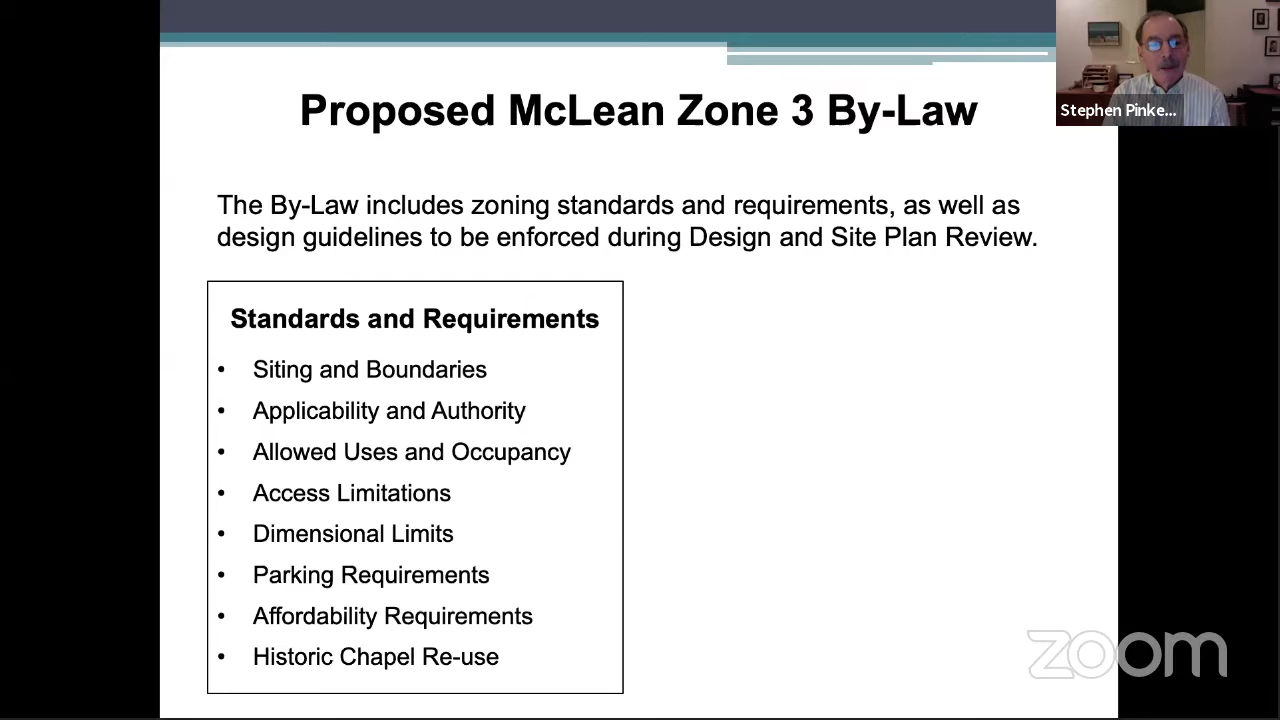 Proposed McLean Zone 3 By-Law
Stephen Pinke...
The By-Law includes zoning standards and requirements, as well as
design guidelines to be enforced during Design and Site Plan Review.
Standards and Requirements
• Siting and Boundaries
• Applicability and Authority
• Allowed Uses and Occupancy
• Access Limitations
• Dimensional Limits
• Parking Requirements
• Affordability Requirements
• Historic Chapel Re-use
zoom